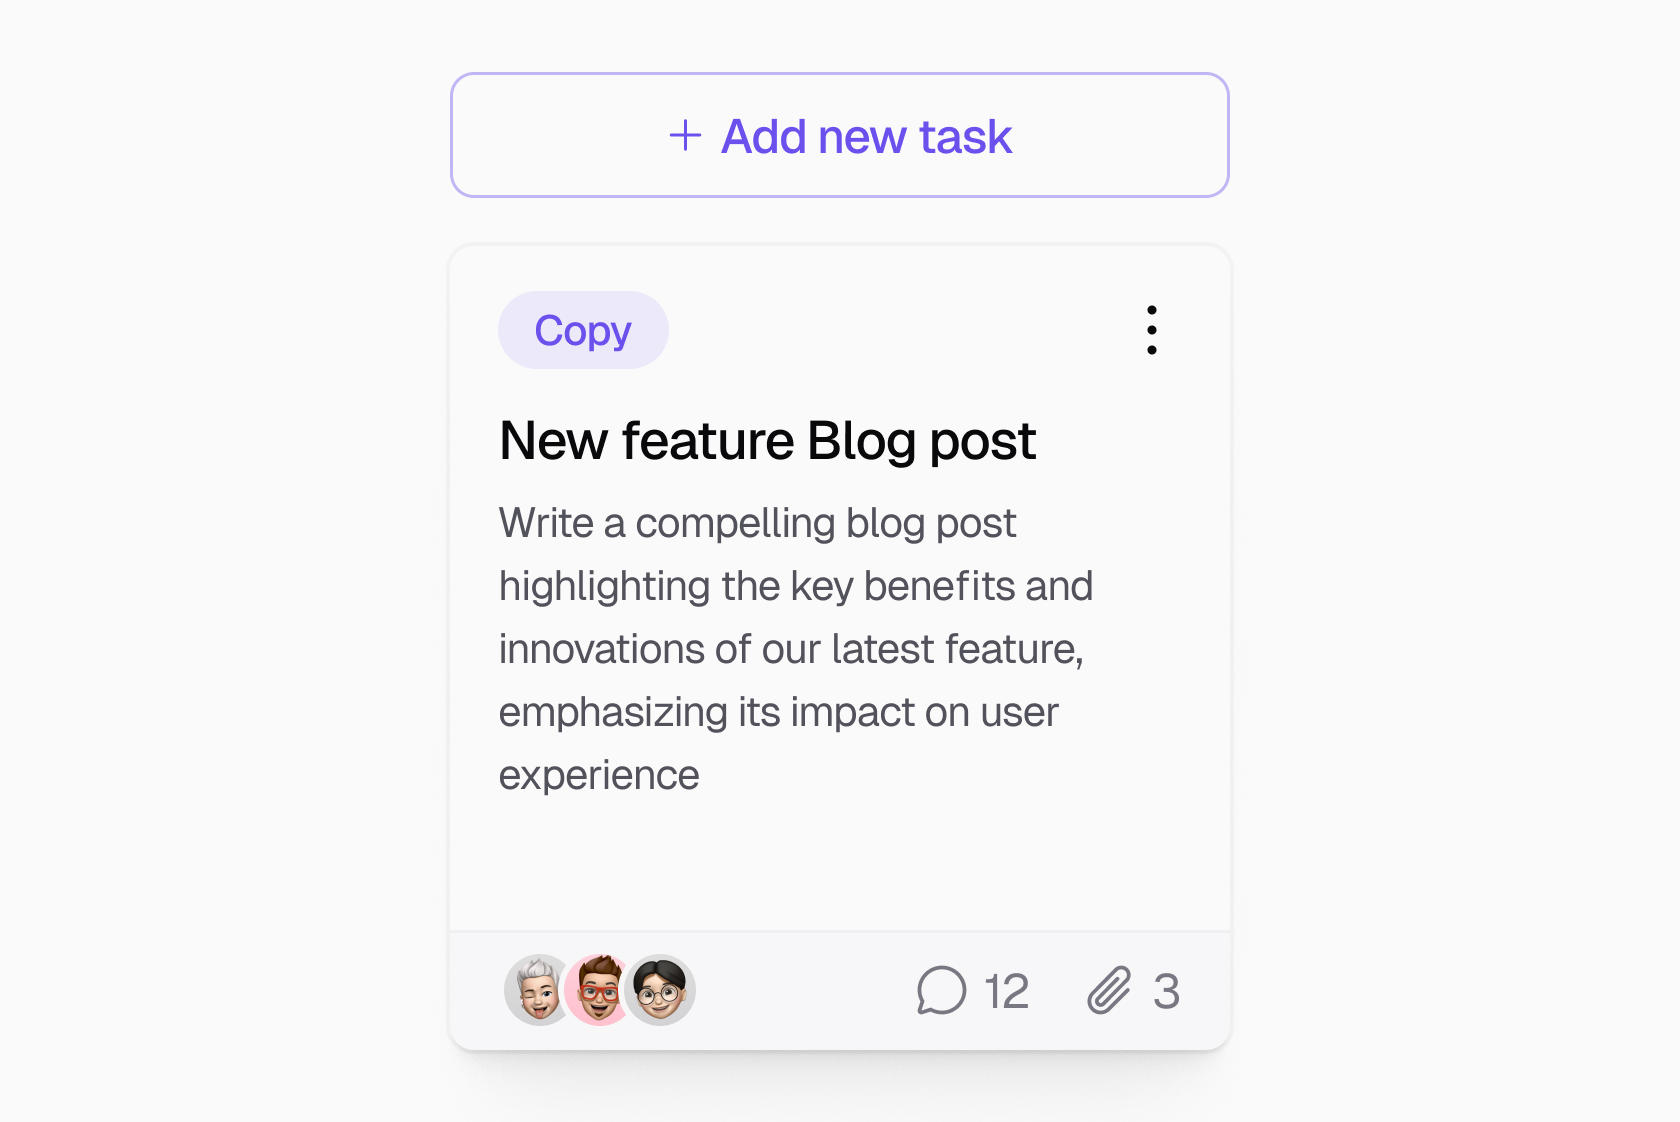 Add new task
Copy
New feature Blog post
Write a compelling blog post
highlighting the key benefits and
innovations of our latest feature,
emphasizing its impact on user
experience
12 3